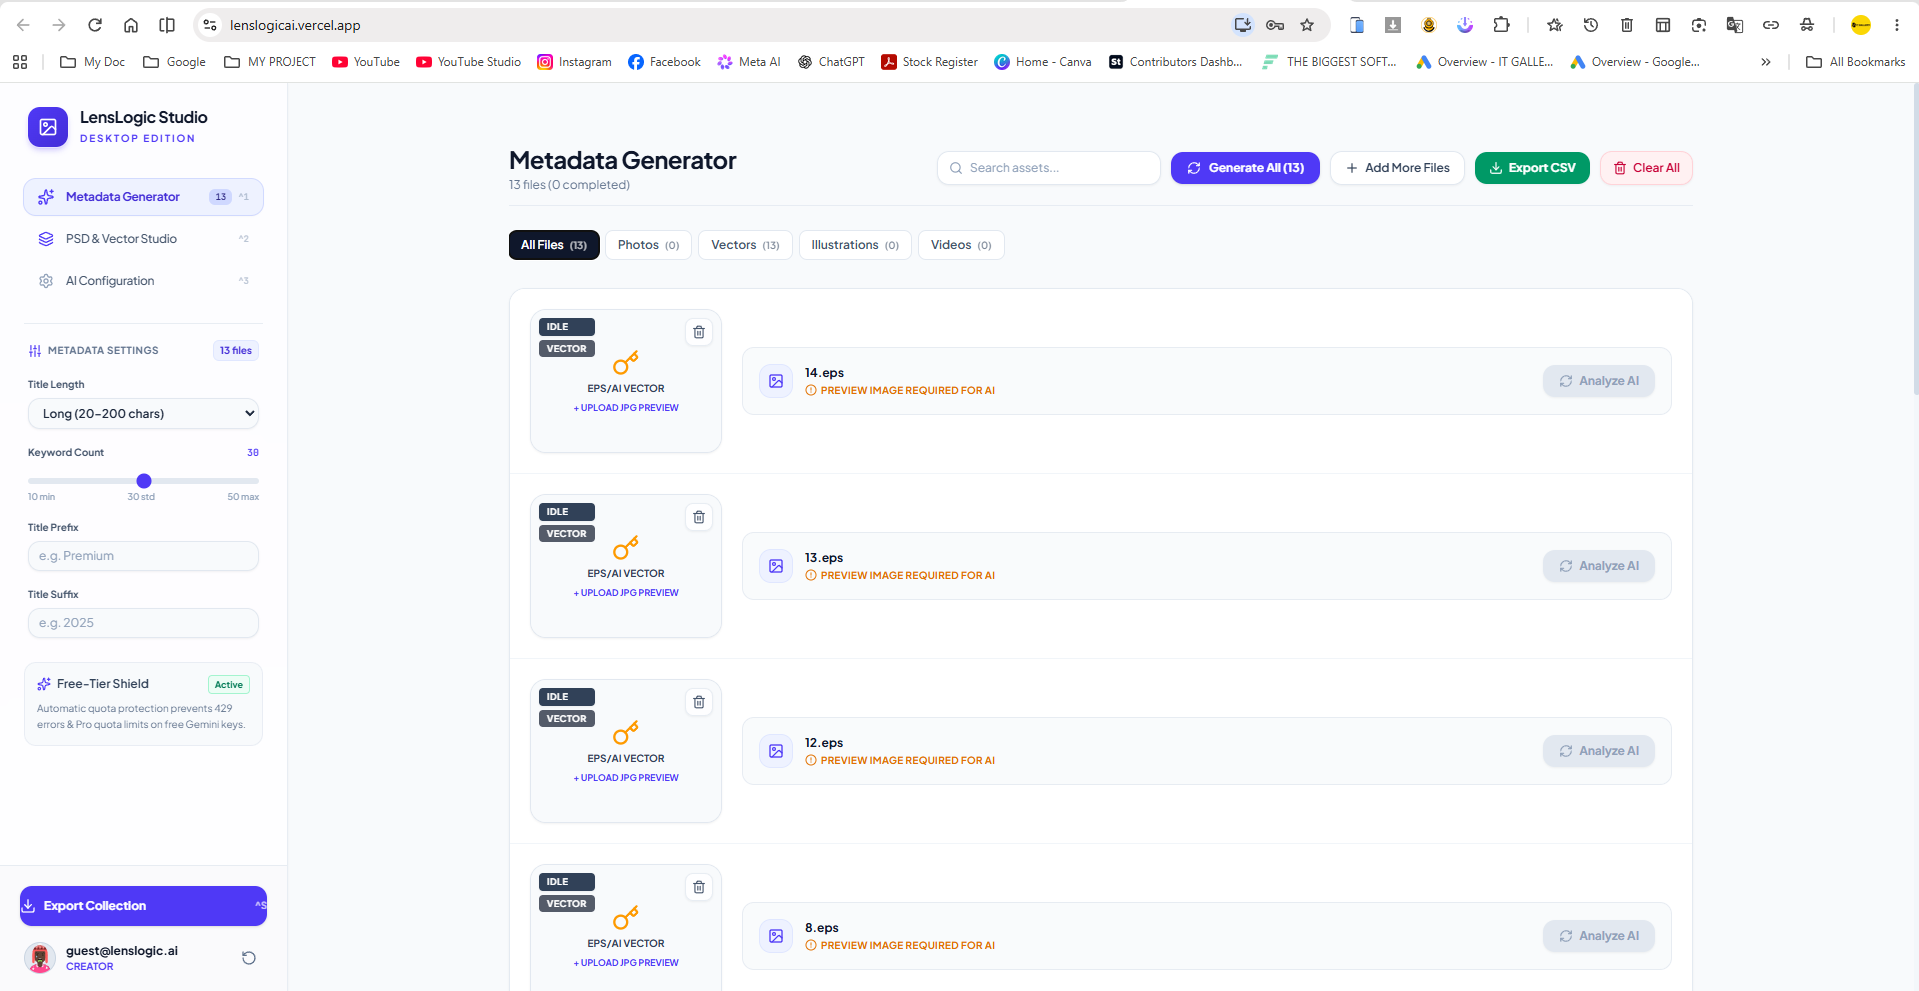 lenslogicai.vercel.app
My Doc
Google
MY PROJECT
YouTube
YouTube Studio
Instagram
Facebook
Meta AI
ChatGPT
Stock Register
Home - Canva
Contributors Dashb...
THE BIGGEST SOFT...
Overview - IT GALLE...
Overview - Google...
All Bookmarks
LensLogic Studio
DESKTOP EDITION
Metadata Generator 13 ^1
PSD & Vector Studio ^2
AI Configuration ^3
METADATA SETTINGS 13 files
Title Length
Long (20-200 chars)
Keyword Count 30
10 min 30 std 50 max
Title Prefix
e.g. Premium
Title Suffix
e.g. 2025
Free-Tier Shield Active
Automatic quota protection prevents 429
errors & Pro quota limits on free Gemini keys.
Export Collection ^S
guest@lenslogic.ai
CREATOR
Metadata Generator
13 files (0 completed)
Search assets...
Generate All (13)
+ Add More Files
Export CSV
Clear All
All Files (13)
Photos (0)
Vectors (13)
Illustrations (0)
Videos (0)
IDLE
VECTOR
EPS/AI VECTOR
+ UPLOAD JPG PREVIEW
14.eps
PREVIEW IMAGE REQUIRED FOR AI
Analyze AI
IDLE
VECTOR
EPS/AI VECTOR
+ UPLOAD JPG PREVIEW
13.eps
PREVIEW IMAGE REQUIRED FOR AI
Analyze AI
IDLE
VECTOR
EPS/AI VECTOR
+ UPLOAD JPG PREVIEW
12.eps
PREVIEW IMAGE REQUIRED FOR AI
Analyze AI
IDLE
VECTOR
EPS/AI VECTOR
+ UPLOAD JPG PREVIEW
8.eps
PREVIEW IMAGE REQUIRED FOR AI
Analyze AI